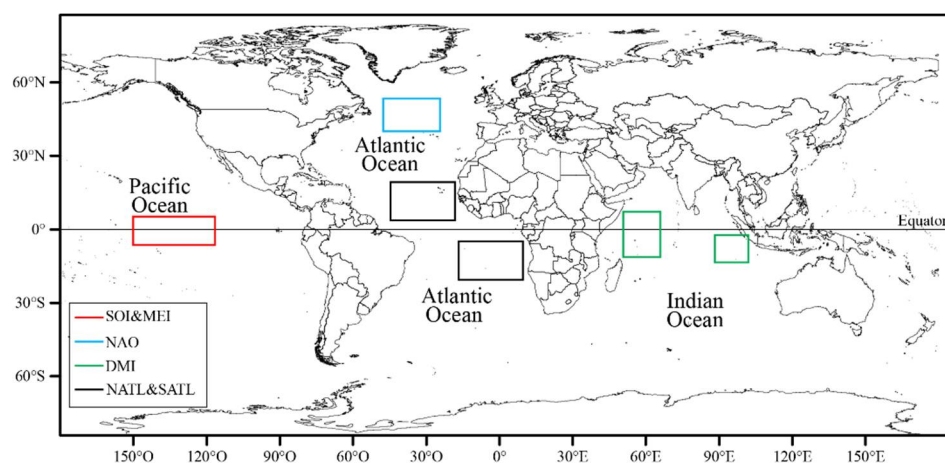 60°N
Atlantic
Ocean
30°N
Pacific
Ocean
0°
Equator
Atlantic
Ocean
Indian
Ocean
30°S
SOI&MEI
NAO
DMI
60°S
NATL&SATL
150°O 120°O 90°O 60°O 30°O 0° 30°E 60°E 90°E 120°E 150°E